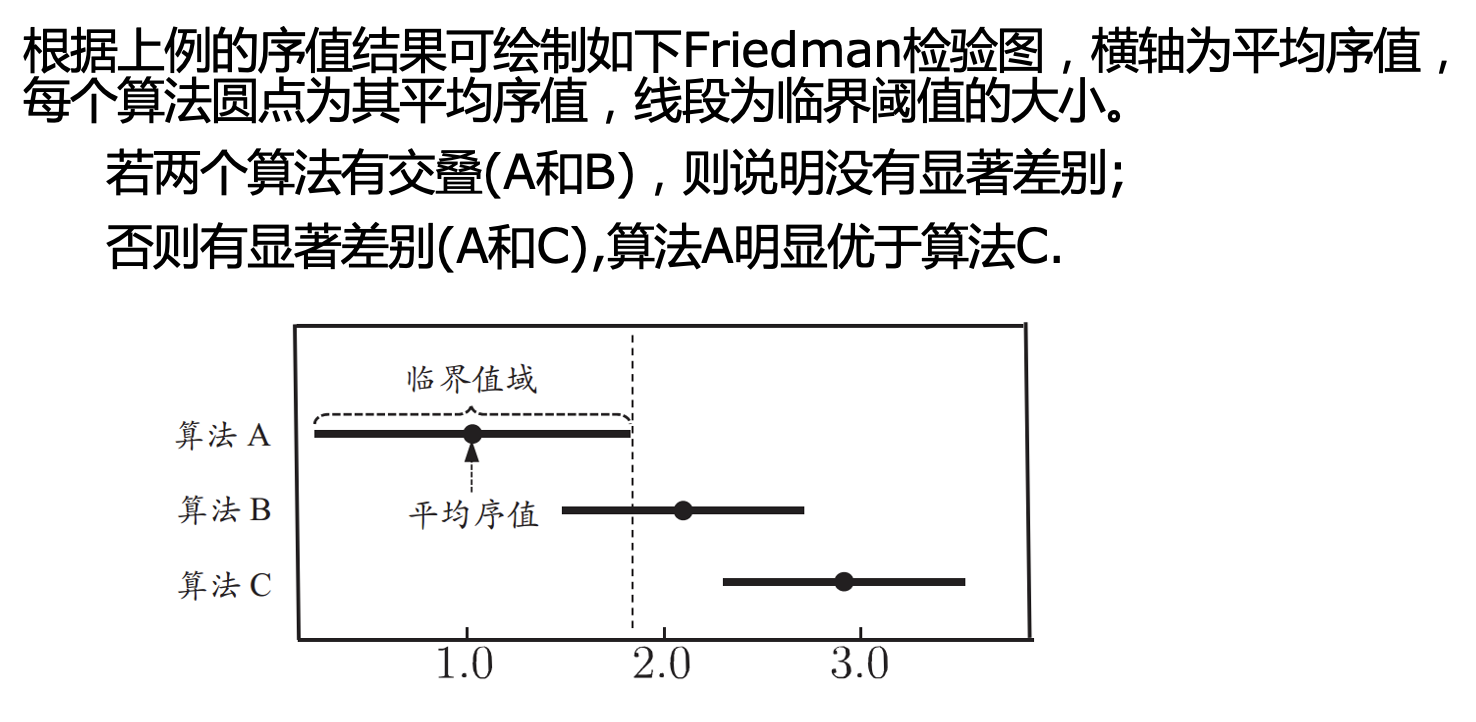 根据上例的序值结果可绘制如下Friedman检验图，横轴为平均序值，
每个算法圆点为其平均序值，线段为临界阈值的大小。
若两个算法有交叠(A和B)，则说明没有显著差别;
否则有显著差别(A和C),算法A明显优于算法C.
临界值域
算法 A
平均序值
算法 B
算法 C
1.0 2.0 3.0